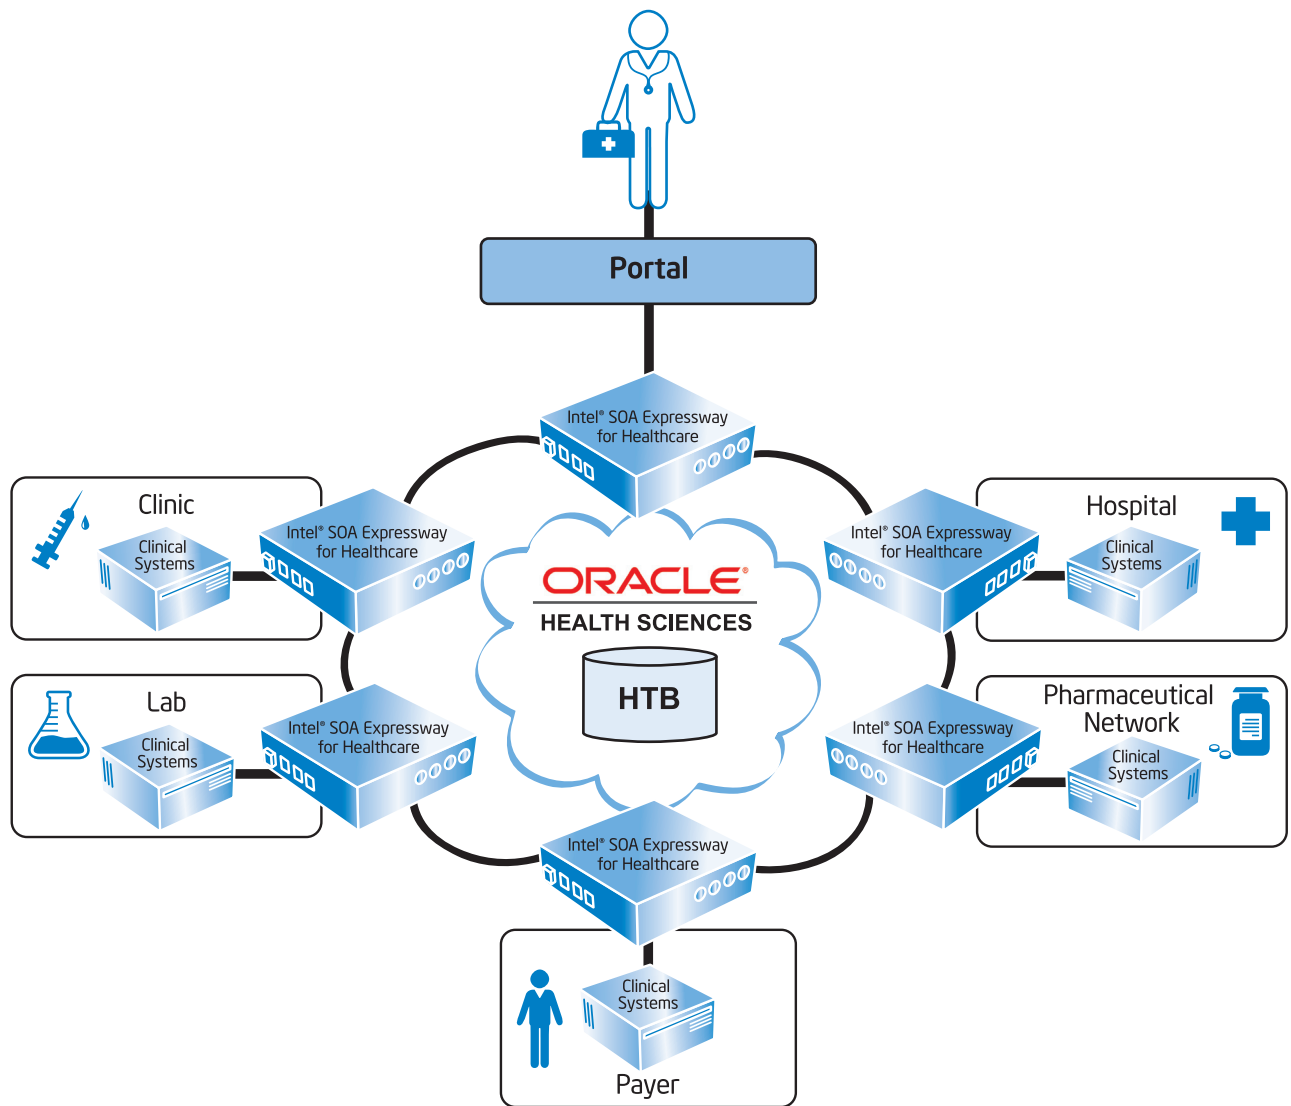 Portal
Intel® SOA Expressway
for Healthcare
Clinic
Clinical
Systems
Intel® SOA Expressway
for Healthcare
Intel® SOA Expressway
for Healthcare
Hospital
Clinical
Systems
ORACLE®
HEALTH SCIENCES
HTB
Lab
Clinical
Systems
Intel® SOA Expressway
for Healthcare
Intel® SOA Expressway
for Healthcare
Pharmaceutical
Network
Clinical
Systems
Intel® SOA Expressway
for Healthcare
Clinical
Systems
Payer